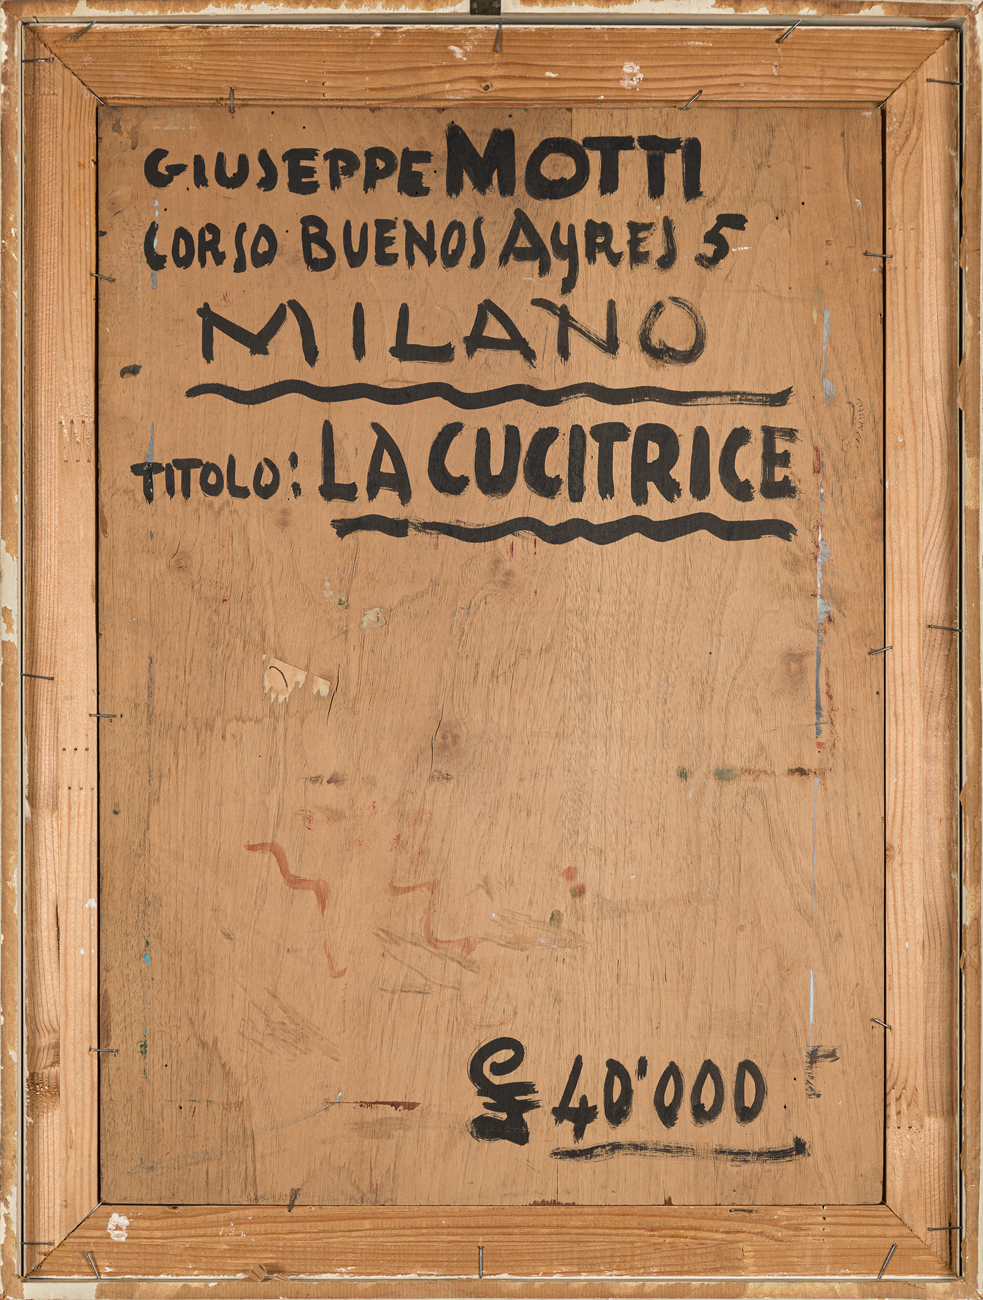 GIUSEPPE MOTTI
CORSO BUENOS AYRES 5
MILANO
TITOLO: LA CUCITRICE
£ 40'000